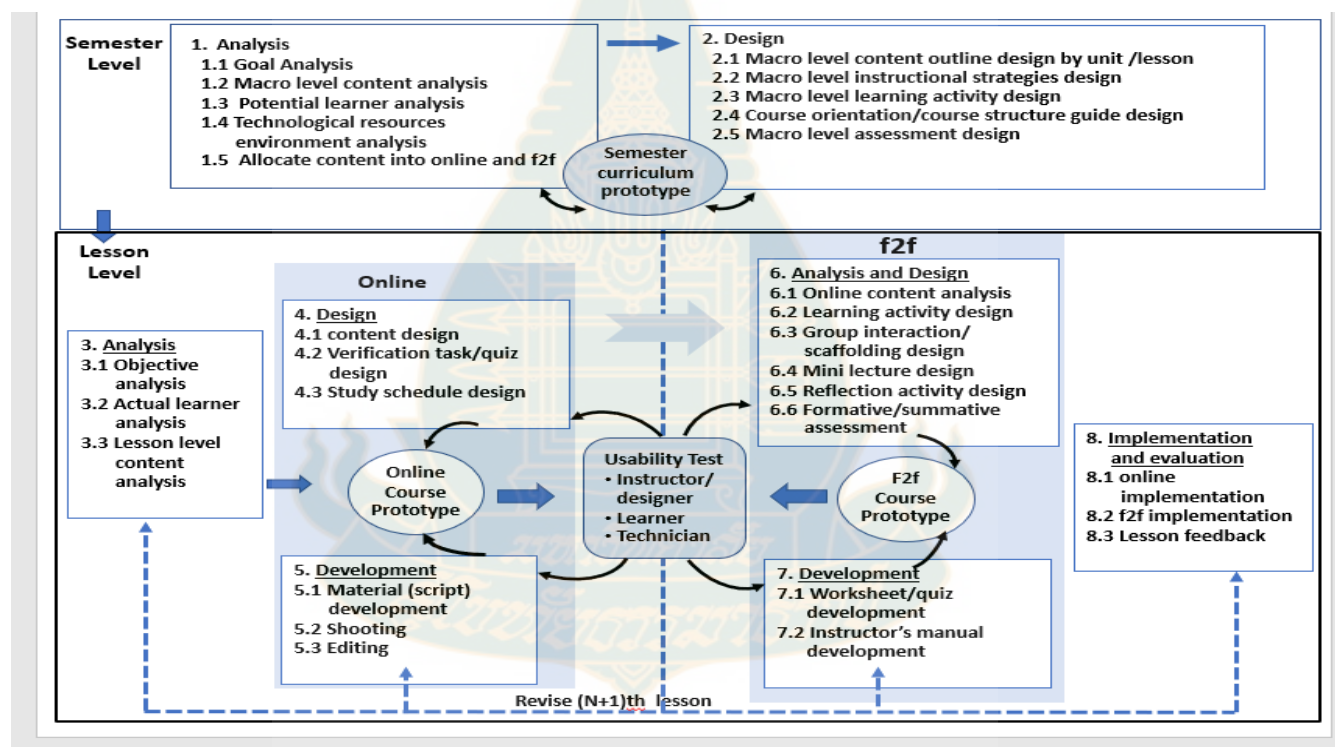 Semester
Level
1. Analysis
1.1 Goal Analysis
1.2 Macro level content analysis
1.3 Potential learner analysis
1.4 Technological resources
environment analysis
1.5 Allocate content into online and f2f
2. Design
2.1 Macro level content outline design by unit /lesson
2.2 Macro level instructional strategies design
2.3 Macro level learning activity design
2.4 Course orientation/course structure guide design
2.5 Macro level assessment design
Semester
curriculum
prototype
Lesson
Level
3. Analysis
3.1 Objective
analysis
3.2 Actual learner
analysis
3.3 Lesson level
content
analysis
Online
4. Design
4.1 content design
4.2 Verification task/quiz
design
4.3 Study schedule design
Online
Course
Prototype
5. Development
5.1 Material (script)
development
5.2 Shooting
5.3 Editing
Usability Test
• Instructor/
designer
• Learner
• Technician
f2f
6. Analysis and Design
6.1 Online content analysis
6.2 Learning activity design
6.3 Group interaction/
scaffolding design
6.4 Mini lecture design
6.5 Reflection activity design
6.6 Formative/summative
assessment
F2f
Course
Prototype
7. Development
7.1 Worksheet/quiz
development
7.2 Instructor's manual
development
8. Implementation
and evaluation
8.1 online
implementation
8.2 f2f implementation
8.3 Lesson feedback
Revise (N+1)th lesson